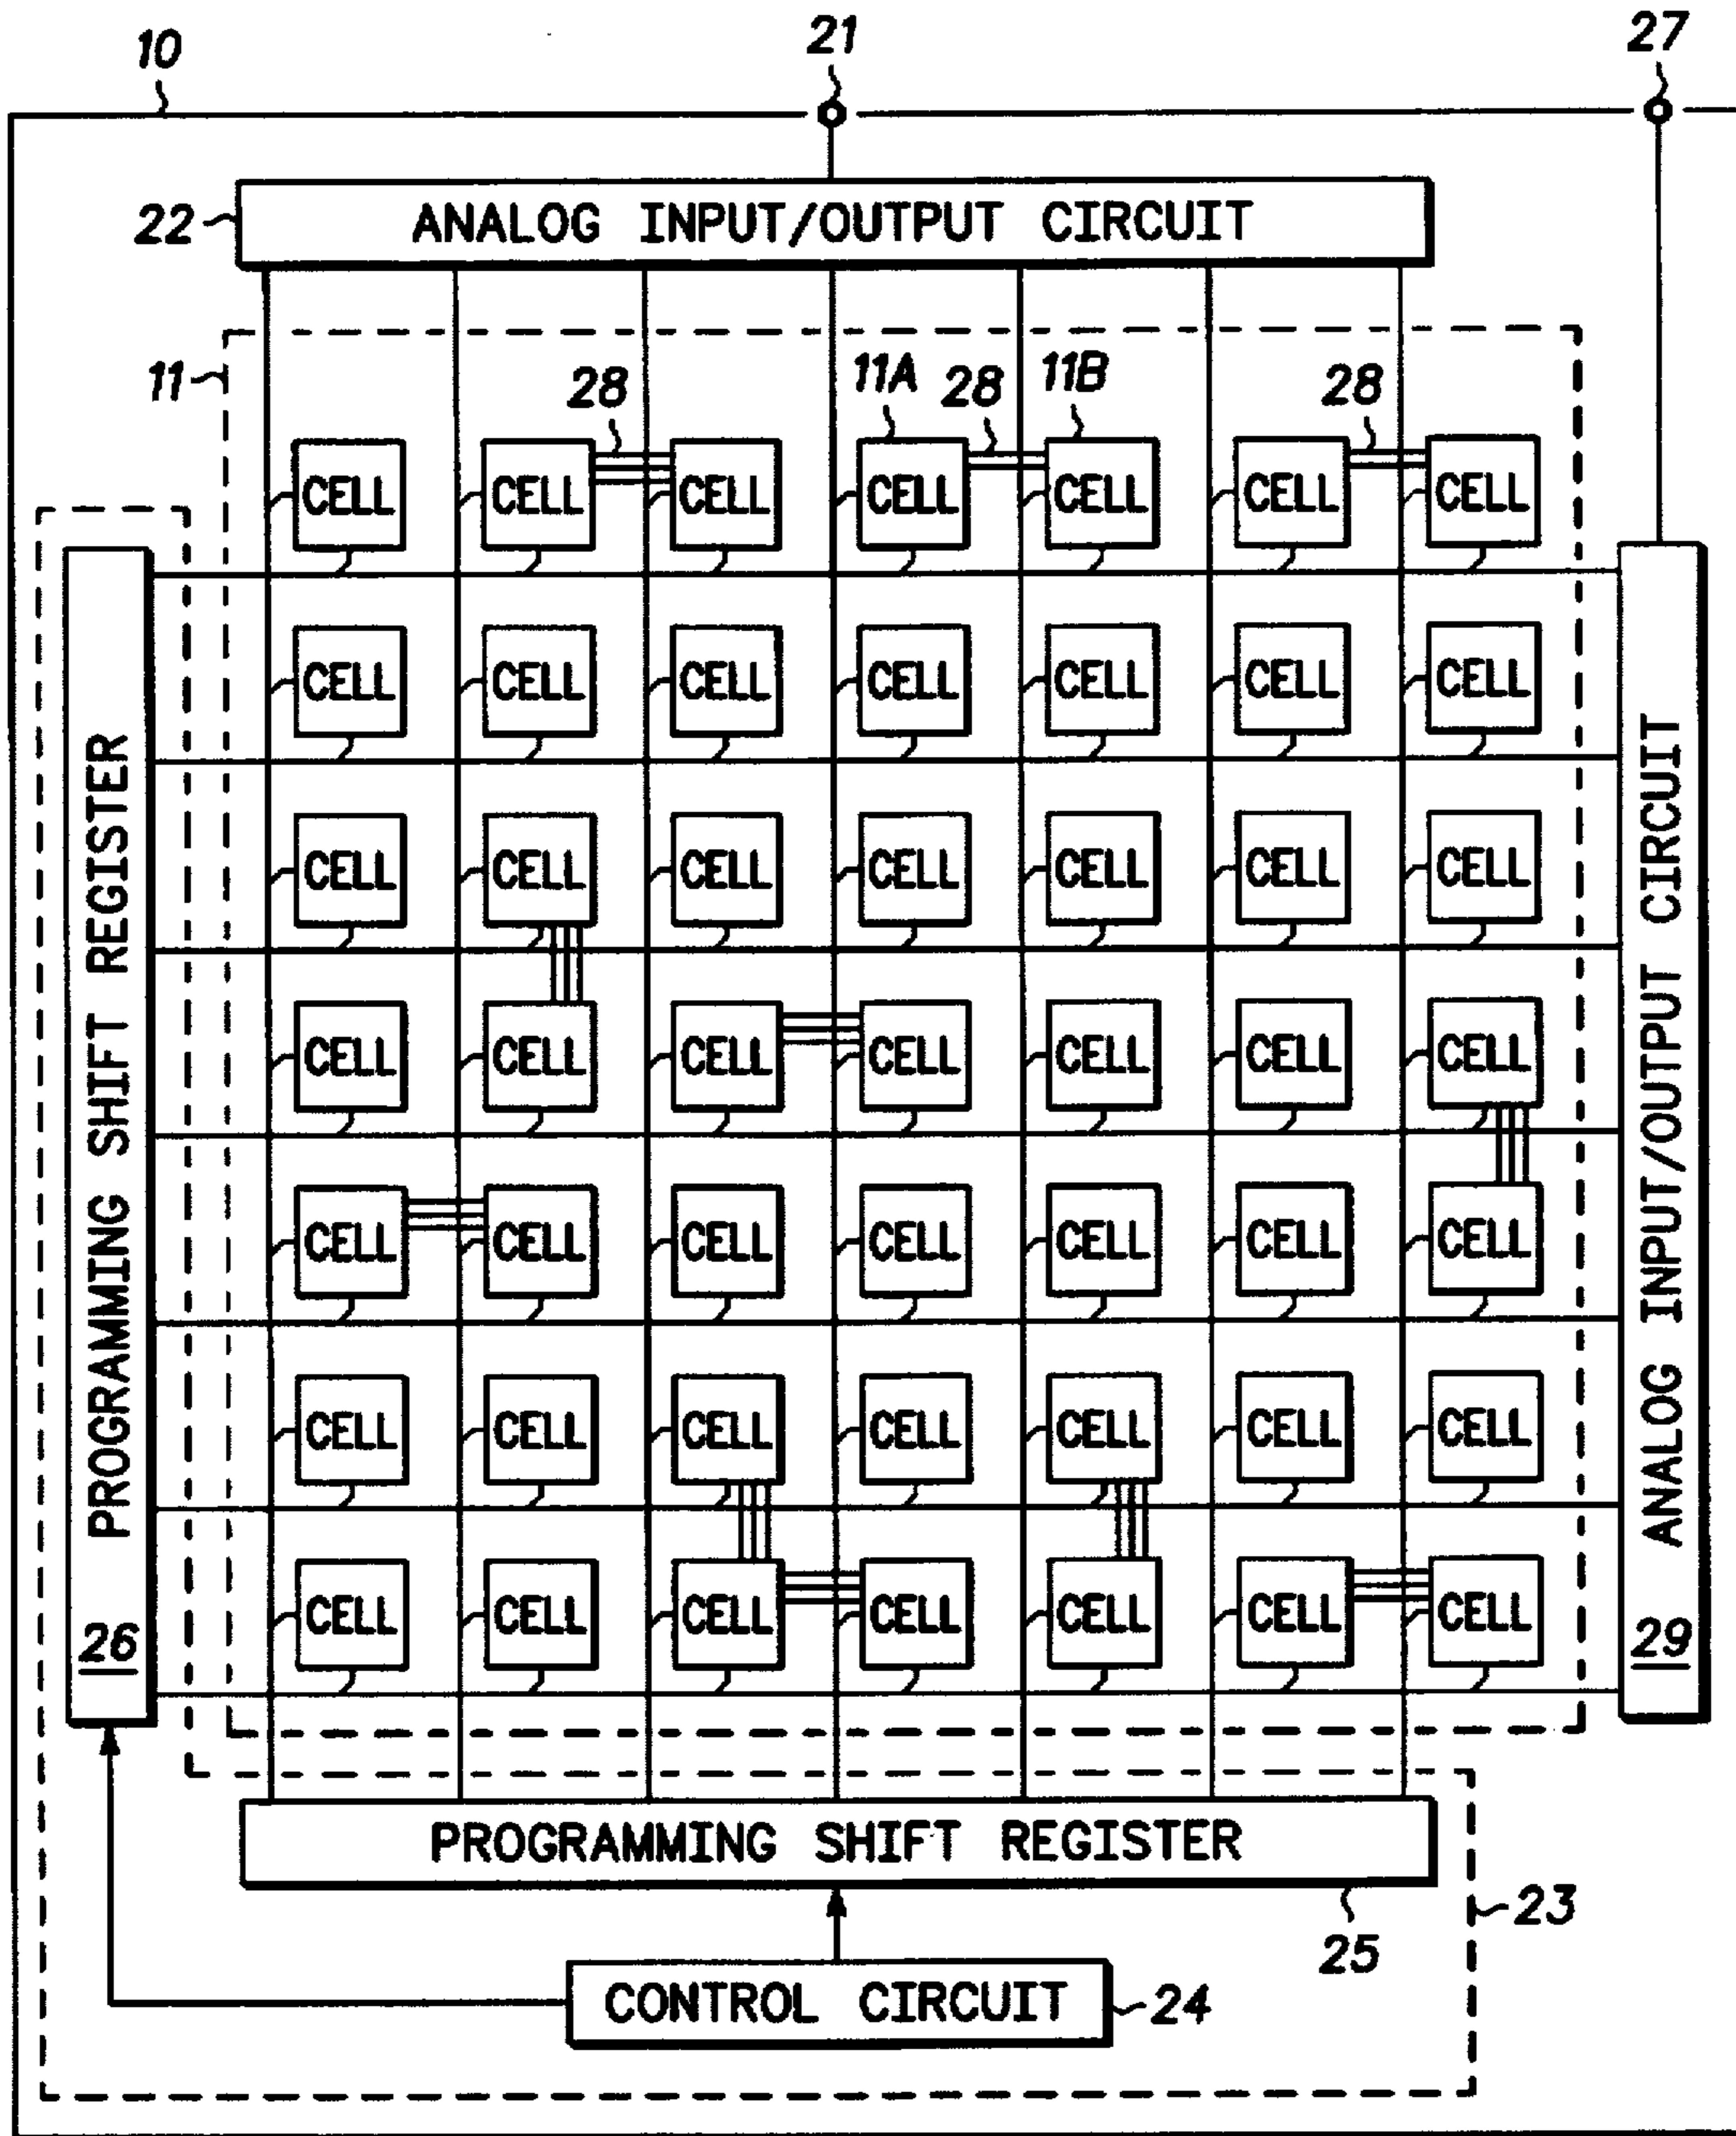 10 21 27
22 ANALOG INPUT/OUTPUT CIRCUIT
11 28 11A 28 11B 28
CELL CELL CELL CELL CELL CELL CELL
CELL CELL CELL CELL CELL CELL CELL
CELL CELL CELL CELL CELL CELL CELL
CELL CELL CELL CELL CELL CELL CELL
CELL CELL CELL CELL CELL CELL CELL
CELL CELL CELL CELL CELL CELL CELL
CELL CELL CELL CELL CELL CELL CELL
PROGRAMMING SHIFT REGISTER
26
ANALOG INPUT/OUTPUT CIRCUIT
29
PROGRAMMING SHIFT REGISTER
25
23
CONTROL CIRCUIT
24